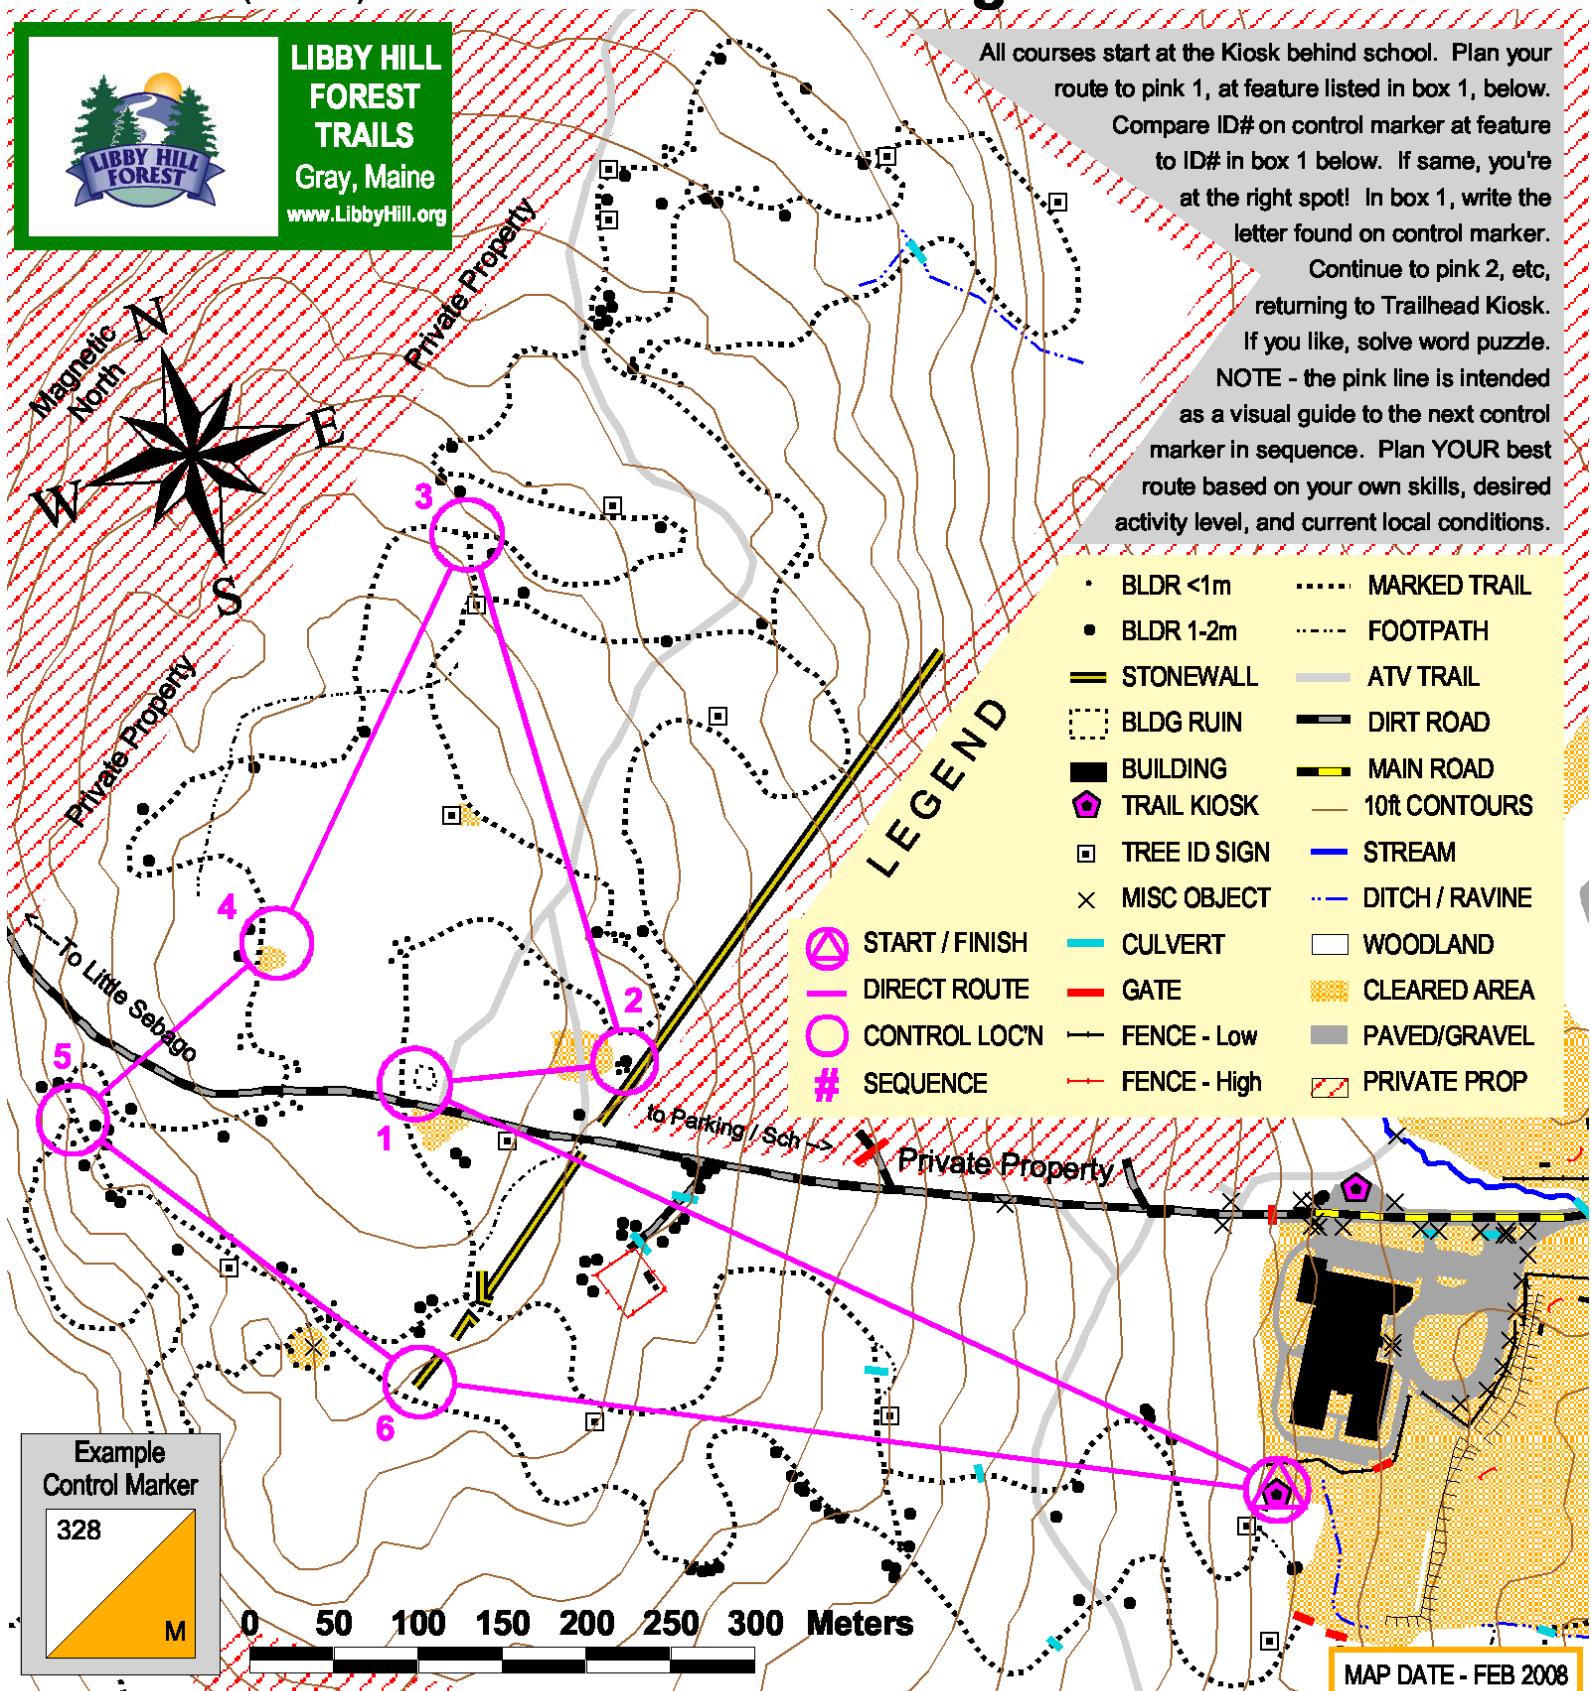 LIBBY HILL
FOREST
TRAILS
Gray, Maine
www.LibbyHill.org
LIBBY HILL
FOREST
All courses start at the Kiosk behind school. Plan your
route to pink 1, at feature listed in box 1, below.
Compare ID# on control marker at feature
to ID# in box 1 below. If same, you're
at the right spot! In box 1, write the
letter found on control marker.
Continue to pink 2, etc,
returning to Trailhead Kiosk.
If you like, solve word puzzle.
NOTE - the pink line is intended
as a visual guide to the next control
marker in sequence. Plan YOUR best
route based on your own skills, desired
activity level, and current local conditions.
Magnetic
North
N
E
W
S
Private Property
Private Property
LEGEND
BLDR <1m
BLDR 1-2m
STONEWALL
BLDG RUIN
BUILDING
TRAIL KIOSK
TREE ID SIGN
MISC OBJECT
CULVERT
GATE
FENCE - Low
FENCE - High
MARKED TRAIL
FOOTPATH
ATV TRAIL
DIRT ROAD
MAIN ROAD
10ft CONTOURS
STREAM
DITCH / RAVINE
WOODLAND
CLEARED AREA
PAVED/GRAVEL
PRIVATE PROP
START / FINISH
DIRECT ROUTE
CONTROL LOC'N
# SEQUENCE
3
4
2
5
1
6
<--- To Little Sebago
to Parking / Sch -->
Private Property
Example
Control Marker
328
M
0 50 100 150 200 250 300 Meters
MAP DATE - FEB 2008